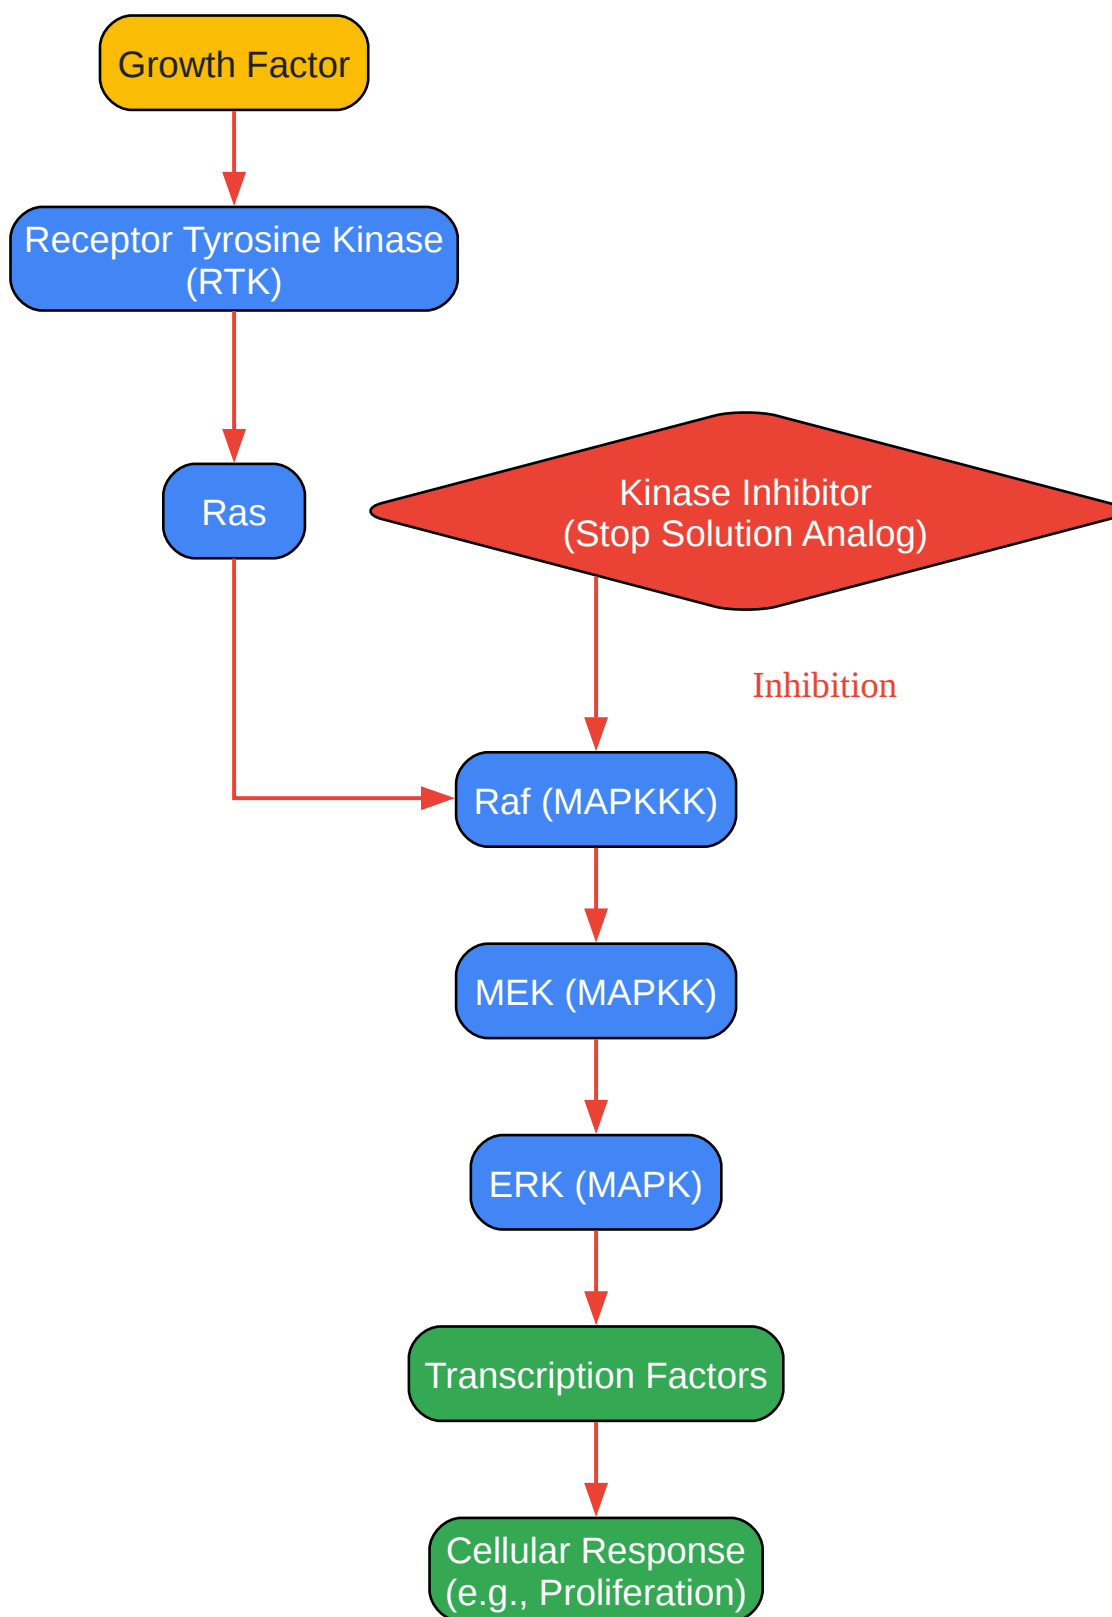 Growth Factor
Receptor Tyrosine Kinase
(RTK)
Ras
Kinase Inhibitor
(Stop Solution Analog)
Inhibition
Raf (MAPKKK)
MEK (MAPKK)
ERK (MAPK)
Transcription Factors
Cellular Response
(e.g., Proliferation)